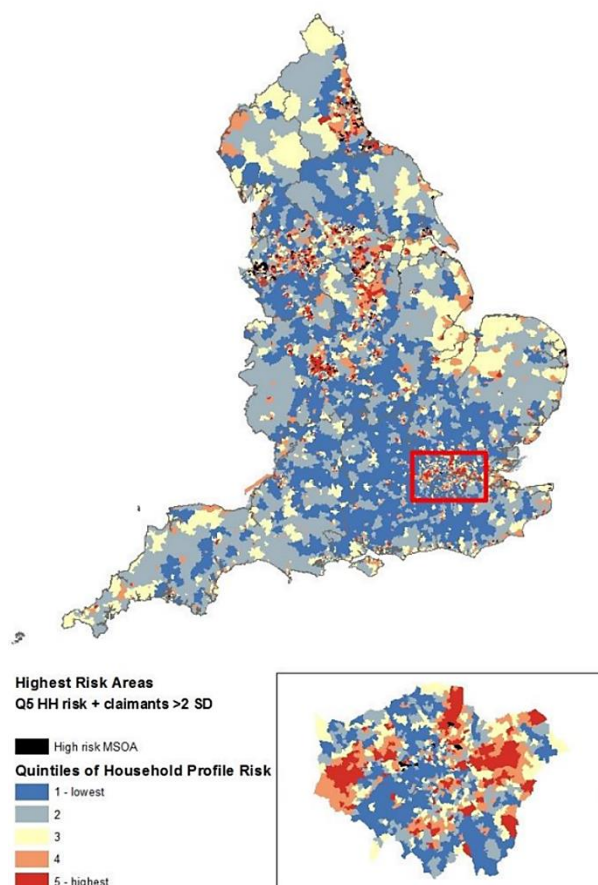 Highest Risk Areas
Q5 HH risk + claimants >2 SD
High risk MSOA
Quintiles of Household Profile Risk
1 - lowest
2
3
4
5 - highest